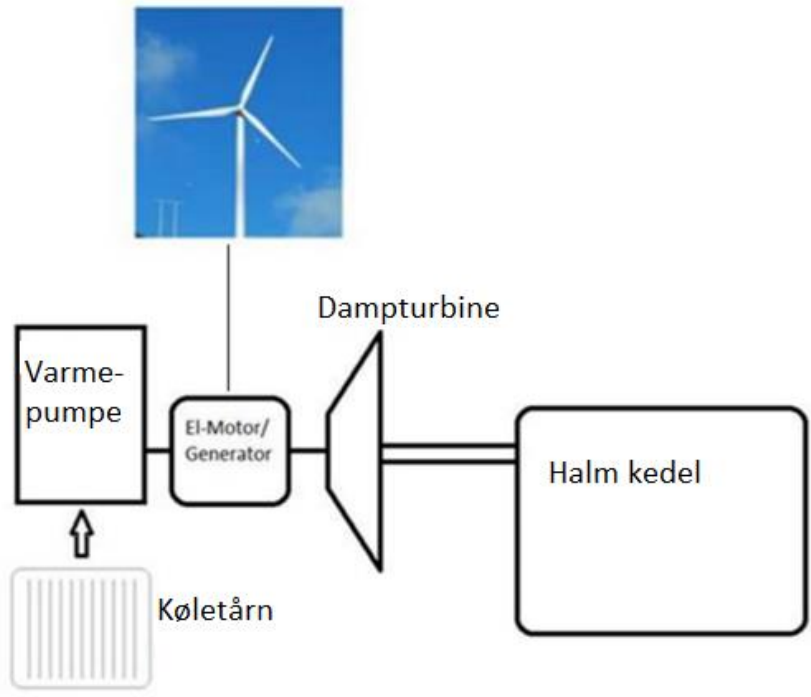 Dampturbine
Varme-
pumpe
El-Motor/
Generator
Halm kedel
Køletårn